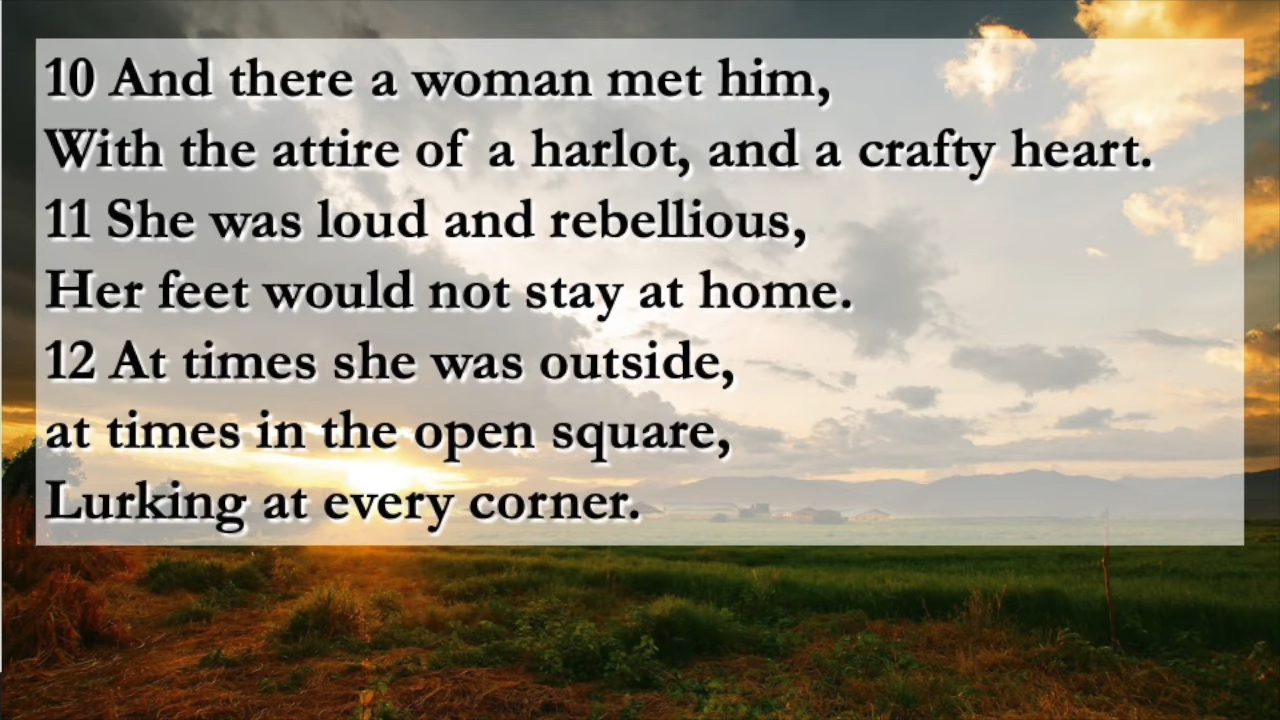 10 And there a woman met him,
With the attire of a harlot, and a crafty heart.
11 She was loud and rebellious,
Her feet would not stay at home.
12 At times she was outside,
at times in the open square,
Lurking at every corner.